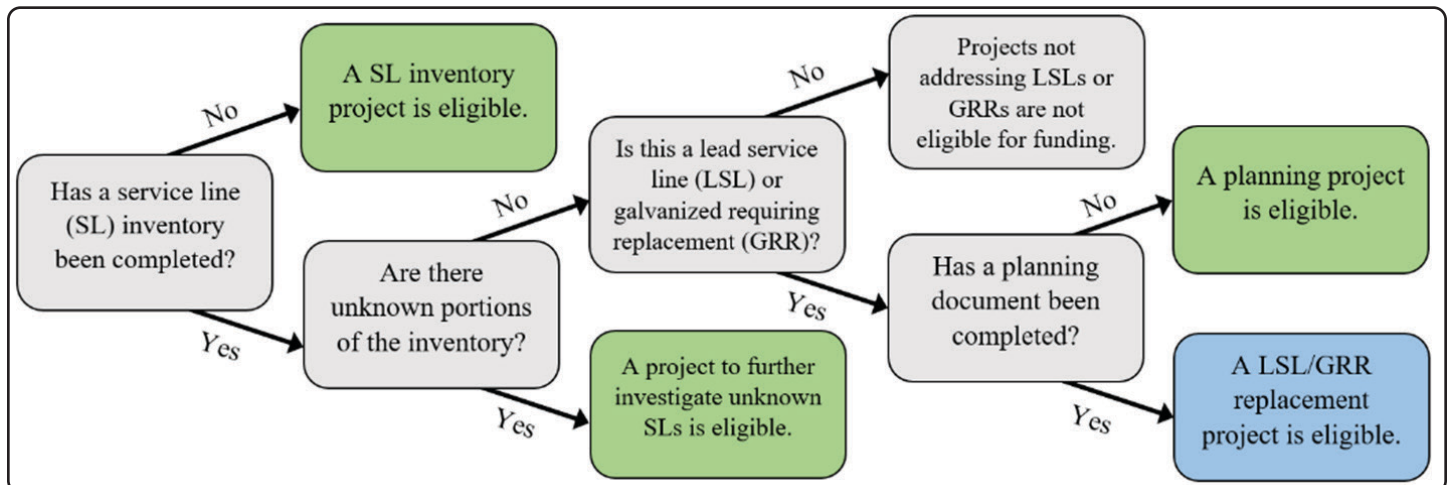 Has a service line
(SL) inventory
been completed?
No
A SL inventory
project is eligible.
Yes
Are there
unknown portions
of the inventory?
No
Is this a lead service
line (LSL) or
galvanized requiring
replacement (GRR)?
Yes
A project to further
investigate unknown
SLs is eligible.
No
Projects not
addressing LSLs or
GRRs are not
eligible for funding.
Yes
Has a planning
document been
completed?
No
A planning project
is eligible.
Yes
A LSL/GRR
replacement
project is eligible.